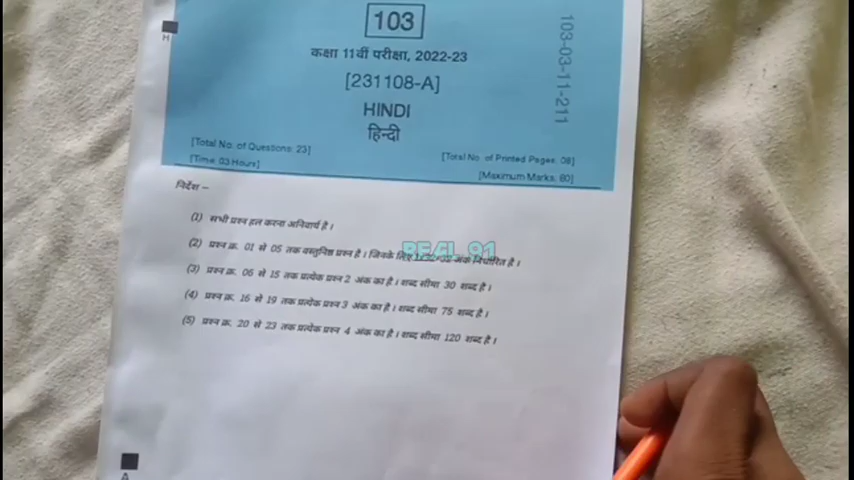 H
103
103-03-11-211
कक्षा 11वीं परीक्षा, 2022-23
[231108-A]
HINDI
हिन्दी
[Total No. of Questions: 23]
[Total No. of Printed Pages: 08]
[Time: 03 Hours]
[Maximum Marks: 80]
निर्देश –
(1) सभी प्रश्न हल करना अनिवार्य है।
(2) प्रश्न क्र. 01 से 05 तक वस्तुनिष्ठ प्रश्न है। जिनके लिए अंक निर्धारित है।
REAL 91
(3) प्रश्न क्र. 06 से 15 तक प्रत्येक प्रश्न 2 अंक का है। शब्द सीमा 30 शब्द है।
(4) प्रश्न क्र. 16 से 19 तक प्रत्येक प्रश्न 3 अंक का है। शब्द सीमा 75 शब्द है।
(5) प्रश्न क्र. 20 से 23 तक प्रत्येक प्रश्न 4 अंक का है। शब्द सीमा 120 शब्द है।
A